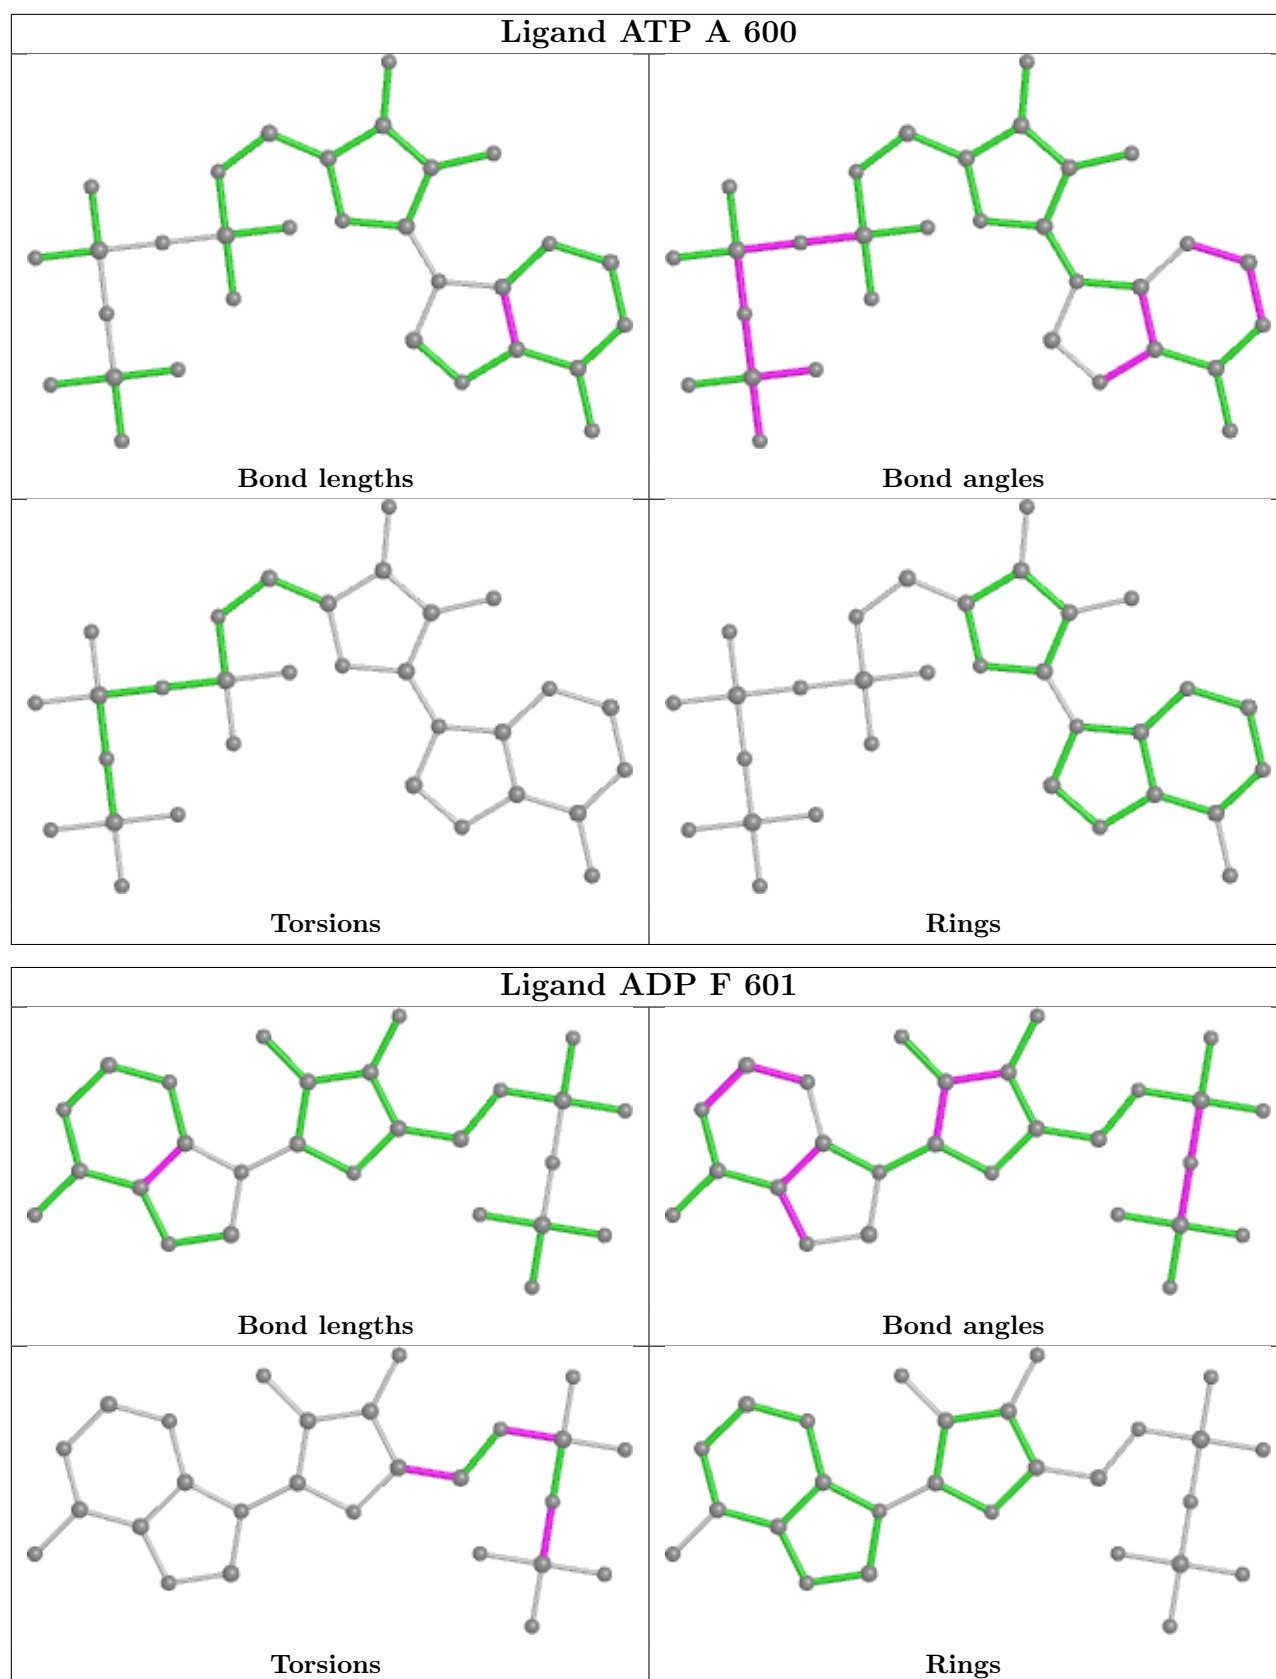 Ligand ATP A 600
Bond lengths
Bond angles
Torsions
Rings
Ligand ADP F 601
Bond lengths
Bond angles
Torsions
Rings